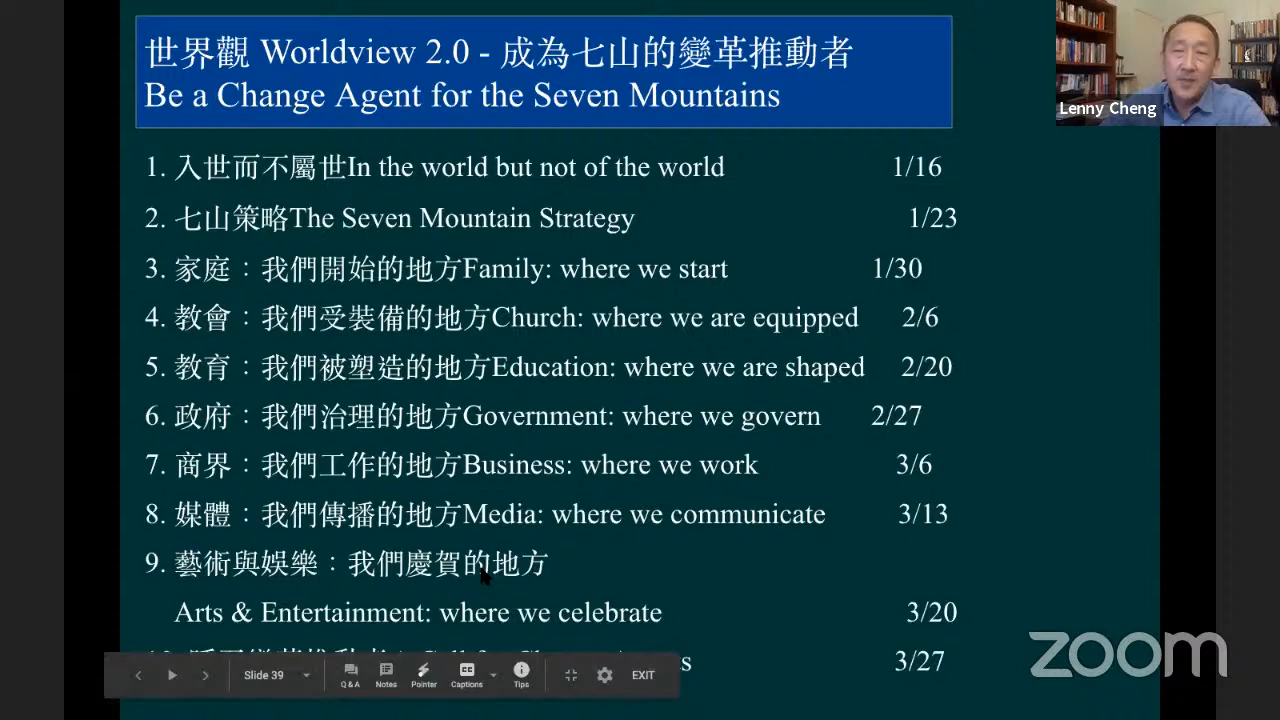 世界觀 Worldview 2.0 - 成為七山的變革推動者
Be a Change Agent for the Seven Mountains
Lenny Cheng
1. 入世而不屬世In the world but not of the world 1/16
2. 七山策略The Seven Mountain Strategy 1/23
3. 家庭：我們開始的地方Family: where we start 1/30
4. 教會：我們受裝備的地方Church: where we are equipped 2/6
5. 教育：我們被塑造的地方Education: where we are shaped 2/20
6. 政府：我們治理的地方Government: where we govern 2/27
7. 商界：我們工作的地方Business: where we work 3/6
8. 媒體：我們傳播的地方Media: where we communicate 3/13
9. 藝術與娛樂：我們慶賀的地方
Arts & Entertainment: where we celebrate 3/20
3/27
Slide 39 Q&A Notes Pointer Captions Tips EXIT
zoom